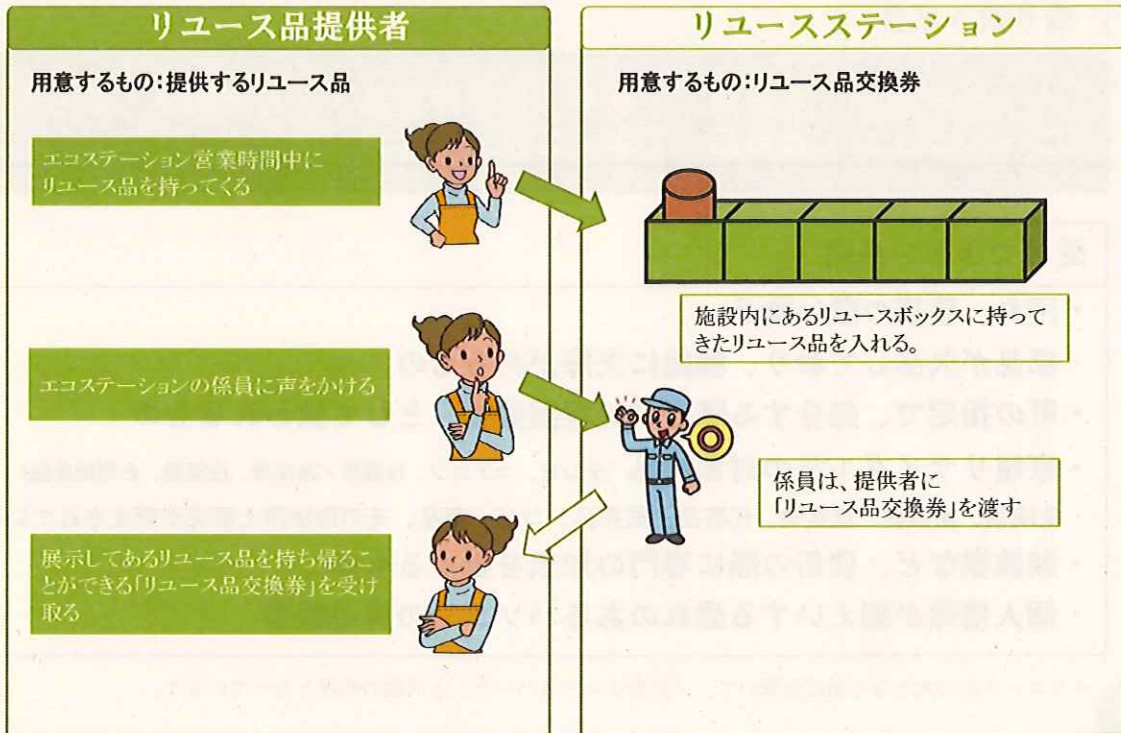 リユース品提供者
用意するもの：提供するリユース品
エコステーション営業時間中に
リユース品を持ってくる
エコステーションの係員に声をかける
展示してあるリユース品を持ち帰るこ
とができる「リユース品交換券」を受け
取る
リユースステーション
用意するもの：リユース品交換券
施設内にあるリユースボックスに持って
きたリユース品を入れる。
係員は、提供者に
「リユース品交換券」を渡す